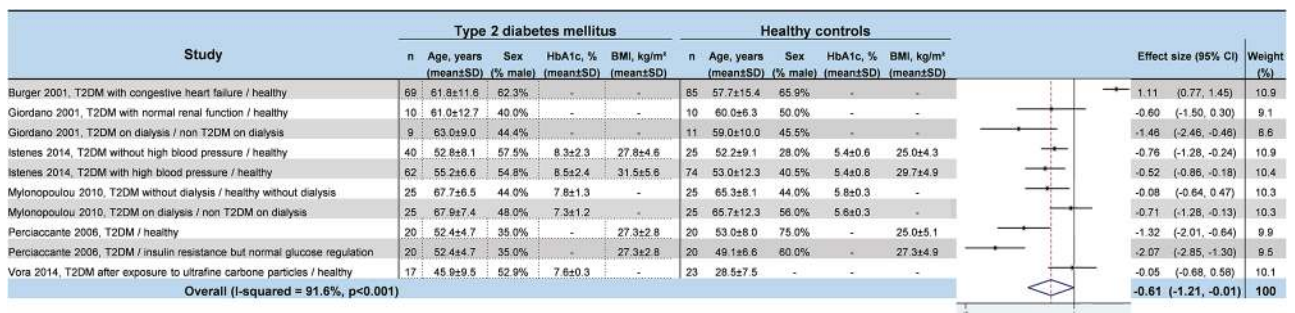 Type 2 diabetes mellitus Healthy controls
Study n Age, years Sex HbA1c, % BMI, kg/m² n Age, years Sex HbA1c, % BMI, kg/m² Effect size (95% CI) Weight
(mean±SD) (% male) (mean±SD) (mean±SD) (mean±SD) (% male) (mean±SD) (mean±SD) (%)
Burger 2001, T2DM with congestive heart failure / healthy 69 61.8±11.6 62.3% - - 85 57.7±15.4 65.9% - - 1.11 (0.77, 1.45) 10.9
Giordano 2001, T2DM with normal renal function / healthy 10 61.0±12.7 40.0% - - 10 60.0±6.3 50.0% - - -0.60 (-1.50, 0.30) 9.1
Giordano 2001, T2DM on dialysis / non T2DM on dialysis 9 63.0±9.0 44.4% - - 11 59.0±10.0 45.5% - - -1.46 (-2.46, -0.46) 8.6
Istenes 2014, T2DM without high blood pressure / healthy 40 52.8±8.1 57.5% 8.3±2.3 27.8±4.6 25 52.2±9.1 28.0% 5.4±0.6 25.0±4.3 -0.76 (-1.28, -0.24) 10.9
Istenes 2014, T2DM with high blood pressure / healthy 62 55.2±6.6 54.8% 8.5±2.4 31.5±5.6 74 53.0±12.3 40.5% 5.4±0.8 29.7±4.9 -0.52 (-0.86, -0.18) 10.4
Mylonopoulou 2010, T2DM without dialysis / healthy without dialysis 25 67.7±6.5 44.0% 7.8±1.3 - 25 65.3±8.1 44.0% 5.8±0.3 - -0.08 (-0.64, 0.47) 10.3
Mylonopoulou 2010, T2DM on dialysis / non T2DM on dialysis 25 67.9±7.4 48.0% 7.3±1.2 - 25 65.7±12.3 56.0% 5.6±0.3 - -0.71 (-1.28, -0.13) 10.3
Perciaccante 2006, T2DM / healthy 20 52.4±4.7 35.0% - 27.3±2.8 20 53.0±8.0 75.0% - 25.0±5.1 -1.32 (-2.01, -0.64) 9.9
Perciaccante 2006, T2DM / insulin resistance but normal glucose regulation 20 52.4±4.7 35.0% - 27.3±2.8 20 49.1±6.6 60.0% - 27.3±4.9 -2.07 (-2.85, -1.30) 9.5
Vora 2014, T2DM after exposure to ultrafine carbone particles / healthy 17 45.9±9.5 52.9% 7.6±0.3 - 23 28.5±7.5 - - - -0.05 (-0.68, 0.58) 10.1
Overall (I-squared = 91.6%, p<0.001) -0.61 (-1.21, -0.01) 100